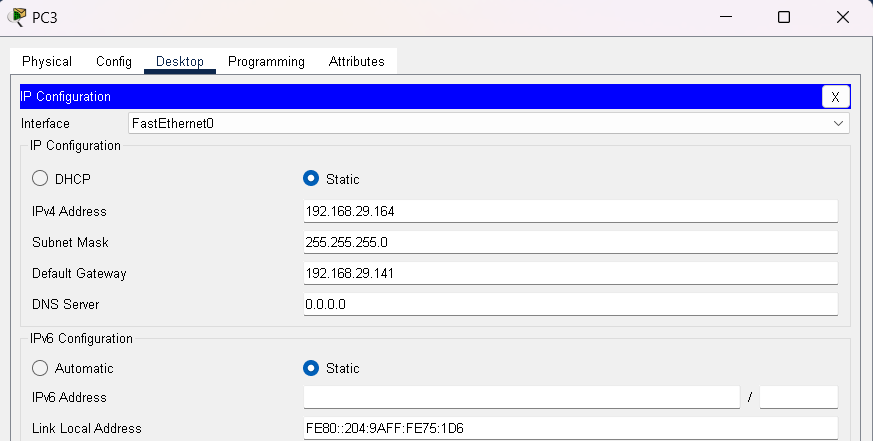 PC3
Physical Config Desktop Programming Attributes
IP Configuration X
Interface FastEthernet0
IP Configuration
DHCP Static
IPv4 Address 192.168.29.164
Subnet Mask 255.255.255.0
Default Gateway 192.168.29.141
DNS Server 0.0.0.0
IPv6 Configuration
Automatic Static
IPv6 Address /
Link Local Address FE80::204:9AFF:FE75:1D6